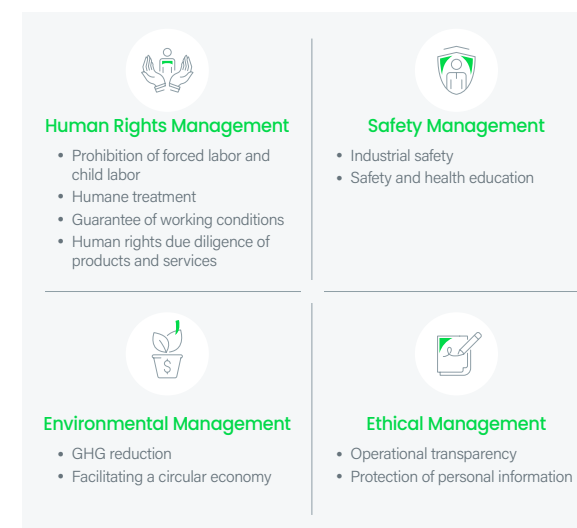 Human Rights Management
• Prohibition of forced labor and
child labor
• Humane treatment
• Guarantee of working conditions
• Human rights due diligence of
products and services
Safety Management
• Industrial safety
• Safety and health education
$
Environmental Management
• GHG reduction
• Facilitating a circular economy
Ethical Management
• Operational transparency
• Protection of personal information